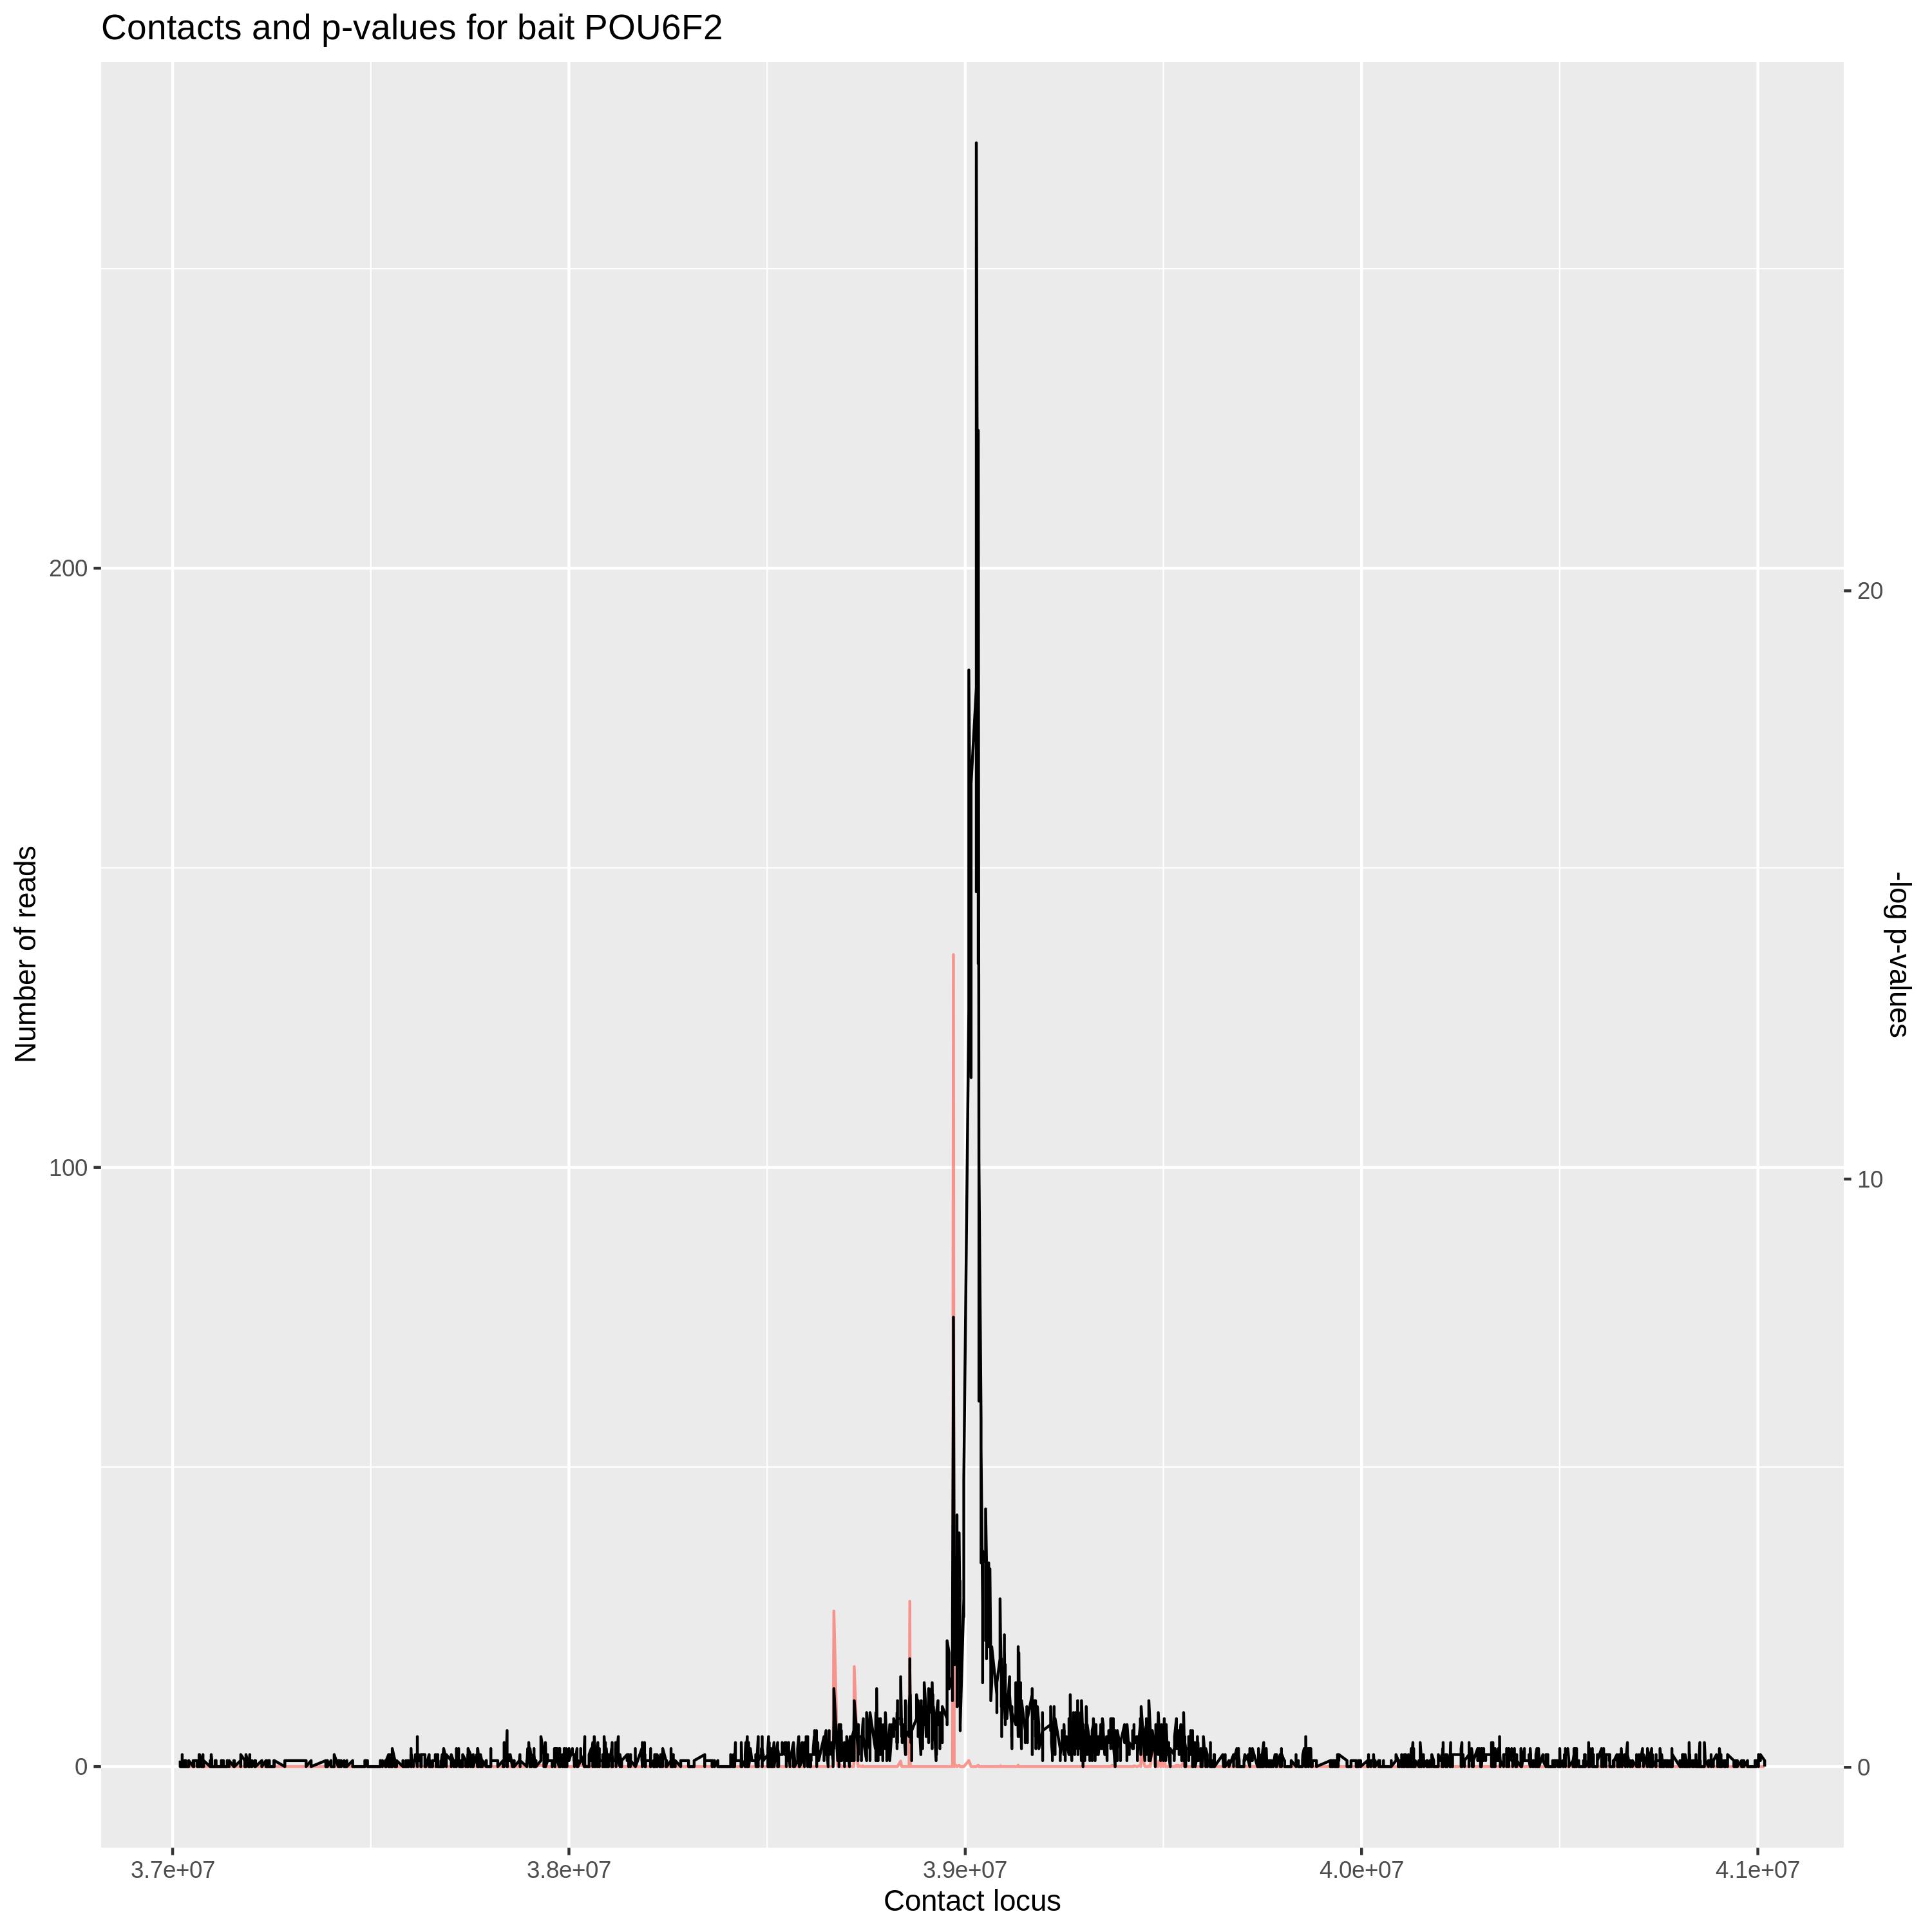 Contacts and p-values for bait POU6F2
200
100
0
Number of reads
20
10
0
-log p-values
3.7e+07 3.8e+07 3.9e+07 4.0e+07 4.1e+07
Contact locus